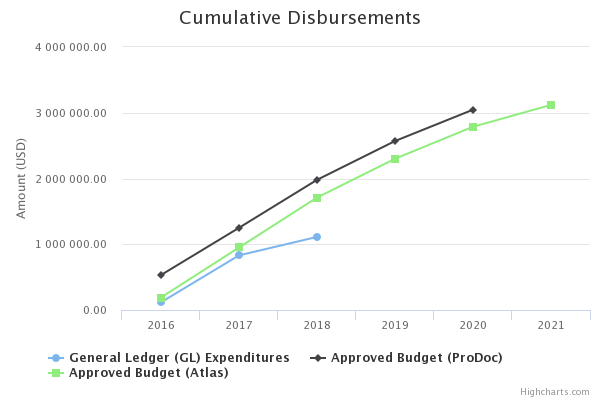 Cumulative Disbursements
4 000 000.00
3 000 000.00
2 000 000.00
1 000 000.00
0.00
Amount (USD)
2016 2017 2018 2019 2020 2021
General Ledger (GL) Expenditures Approved Budget (ProDoc)
Approved Budget (Atlas)
Highcharts.com